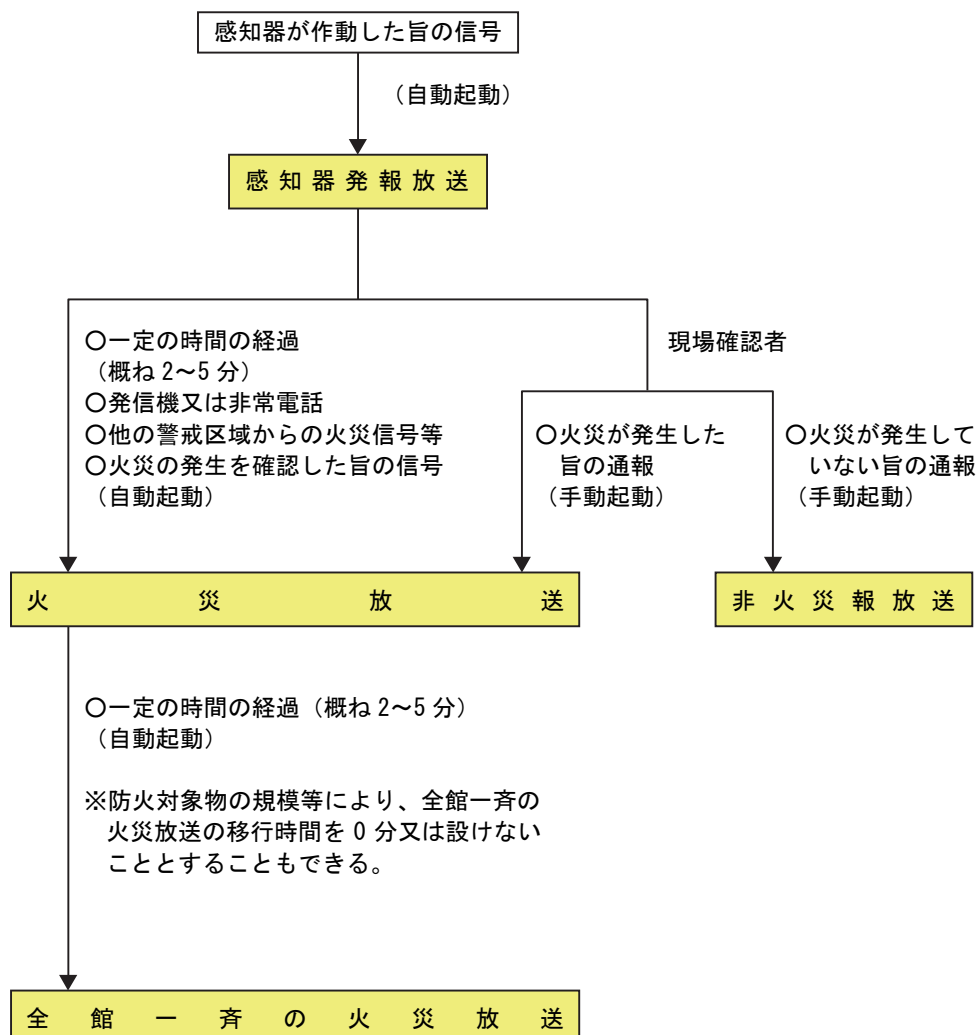 感知器が作動した旨の信号
（自動起動）
感知器発報放送
〇一定の時間の経過
（概ね2～5分）
〇発信機又は非常電話
〇他の警戒区域からの火災信号等
〇火災の発生を確認した旨の信号
（自動起動）
現場確認者
〇火災が発生した
旨の通報
（手動起動）
〇火災が発生して
いない旨の通報
（手動起動）
火災放送
非火災報放送
〇一定の時間の経過（概ね2～5分）
（自動起動）
※防火対象物の規模等により、全館一斉の
火災放送の移行時間を0分又は設けない
こととすることもできる。
全館一斉の火災放送